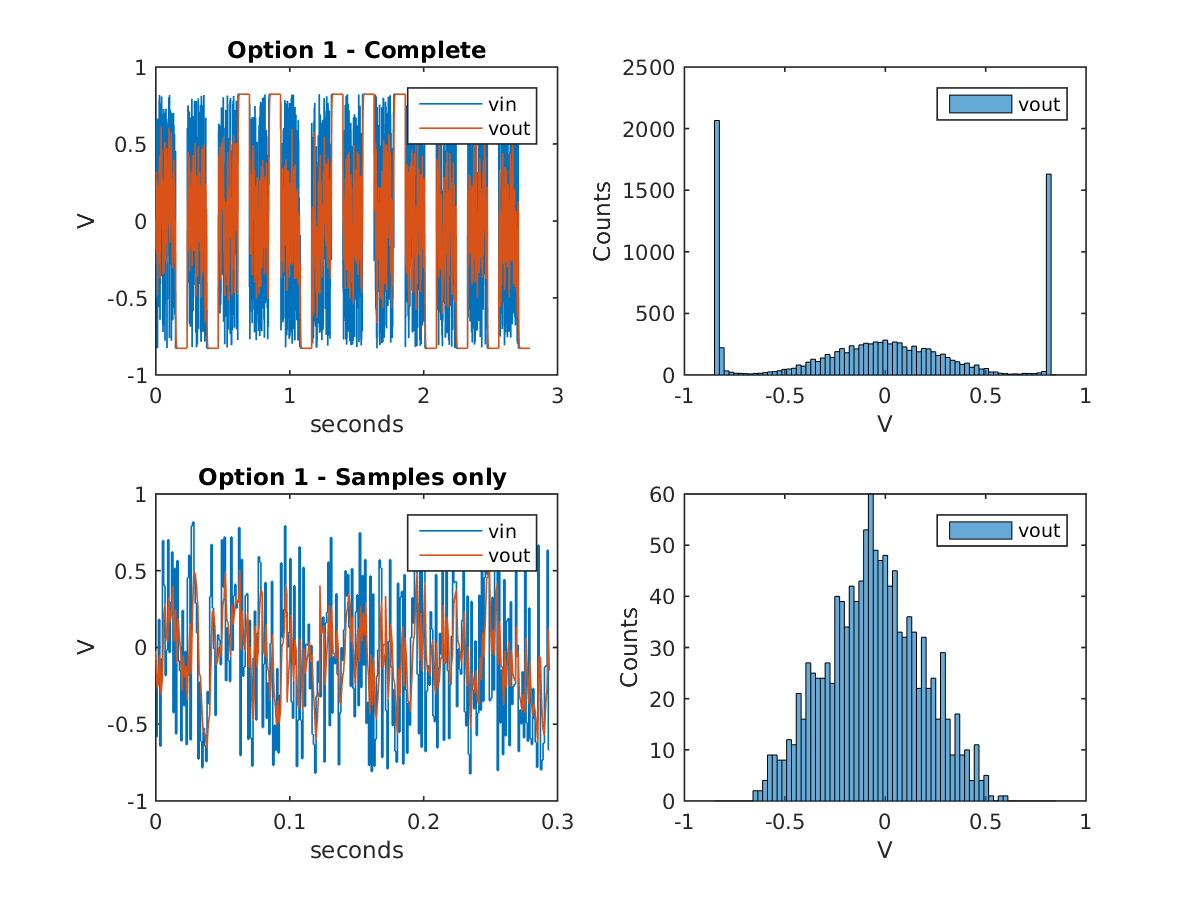 Option 1 - Complete
1
0.5
0
-0.5
-1
V
0 1 2 3
seconds
vin
vout
2500
2000
1500
1000
500
0
Counts
-1 -0.5 0 0.5 1
V
vout
Option 1 - Samples only
1
0.5
0
-0.5
-1
V
0 0.1 0.2 0.3
seconds
vin
vout
60
50
40
30
20
10
0
Counts
-1 -0.5 0 0.5 1
V
vout